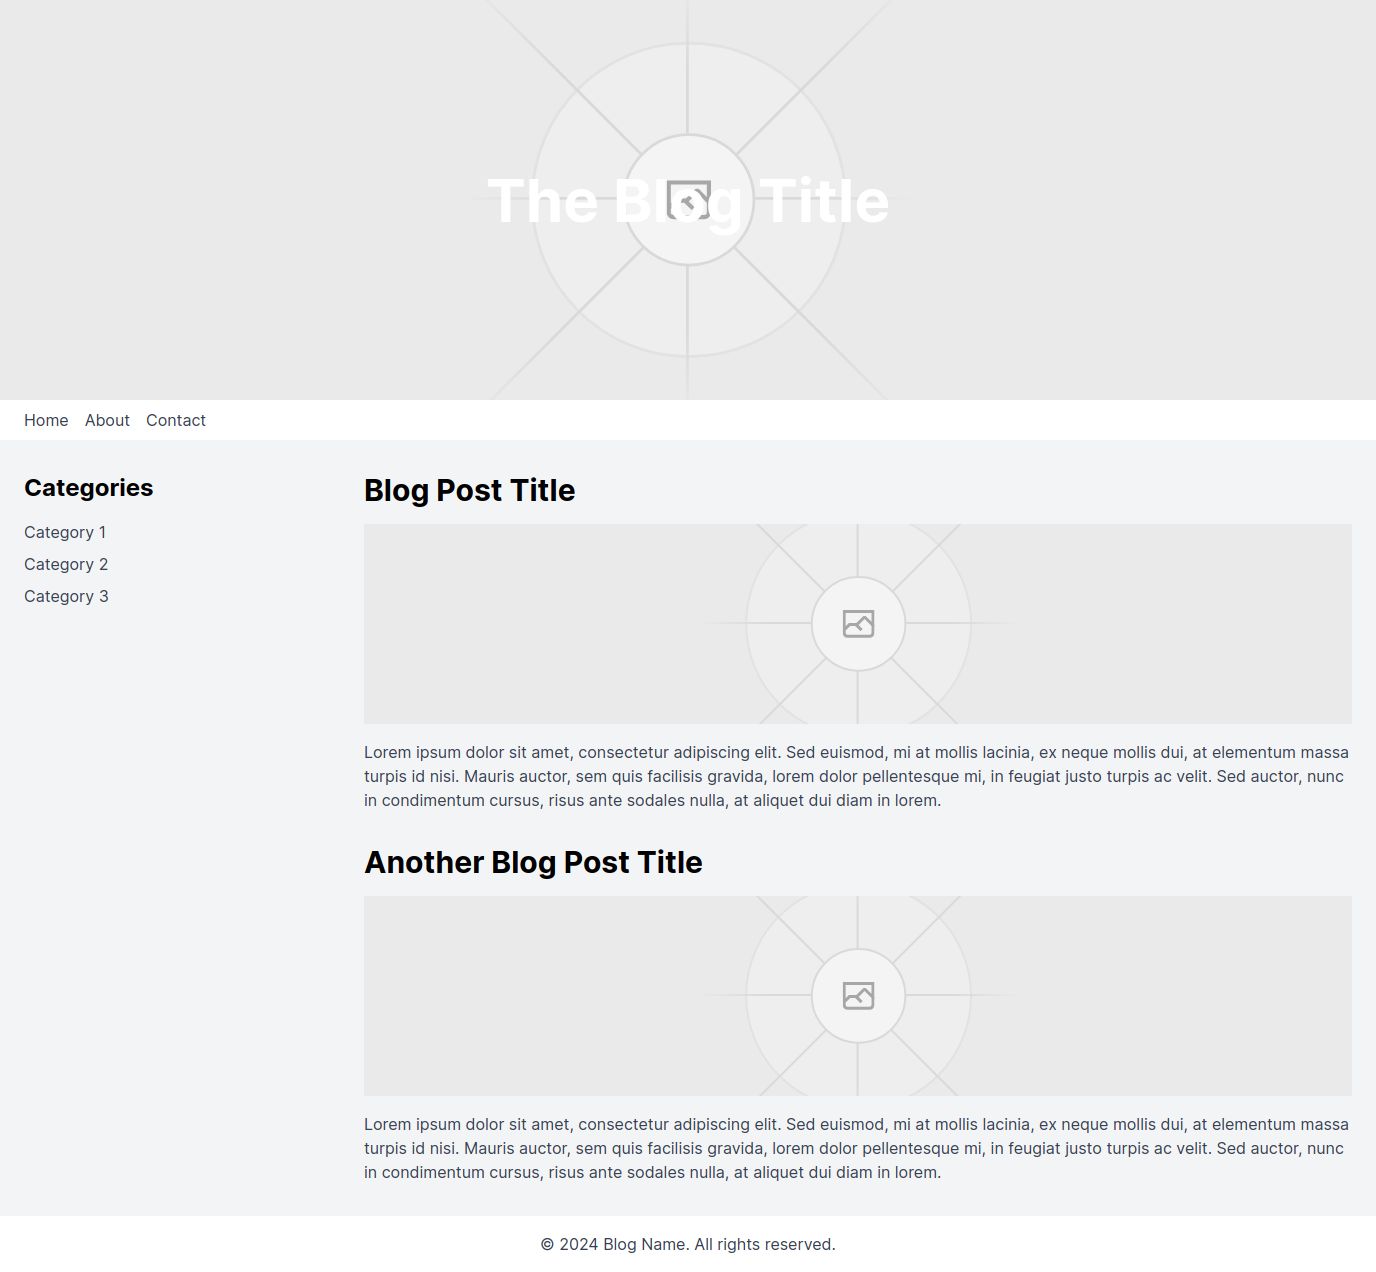 The Blog Title
Home About Contact
Categories
Category 1
Category 2
Category 3
Blog Post Title
Lorem ipsum dolor sit amet, consectetur adipiscing elit. Sed euismod, mi at mollis lacinia, ex neque mollis dui, at elementum massa
turpis id nisi. Mauris auctor, sem quis facilisis gravida, lorem dolor pellentesque mi, in feugiat justo turpis ac velit. Sed auctor, nunc
in condimentum cursus, risus ante sodales nulla, at aliquet dui diam in lorem.
Another Blog Post Title
Lorem ipsum dolor sit amet, consectetur adipiscing elit. Sed euismod, mi at mollis lacinia, ex neque mollis dui, at elementum massa
turpis id nisi. Mauris auctor, sem quis facilisis gravida, lorem dolor pellentesque mi, in feugiat justo turpis ac velit. Sed auctor, nunc
in condimentum cursus, risus ante sodales nulla, at aliquet dui diam in lorem.
© 2024 Blog Name. All rights reserved.